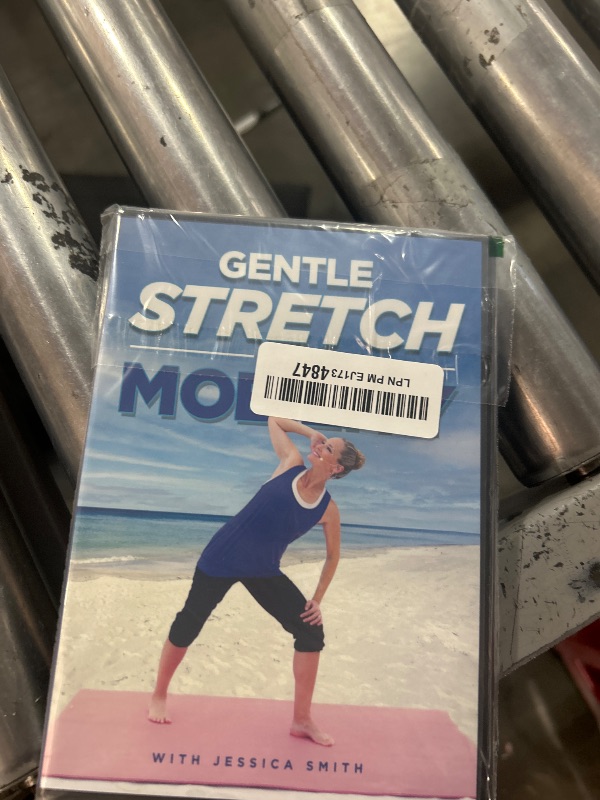 GENTLE
STRETCH
LPN PM EJ1734847
WITH JESSICA SMITH